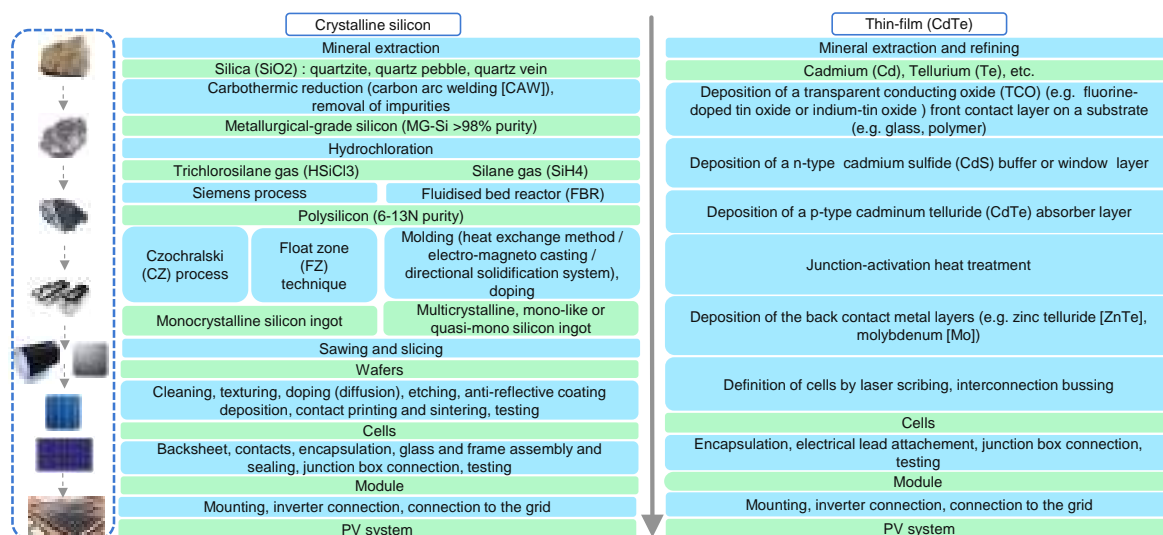 Crystalline silicon
Mineral extraction
Silica (SiO2) : quartzite, quartz pebble, quartz vein
Carbothermic reduction (carbon arc welding [CAW]),
removal of impurities
Metallurgical-grade silicon (MG-Si >98% purity)
Hydrochloration
Trichlorosilane gas (HSiCl3)
Silane gas (SiH4)
Siemens process
Fluidised bed reactor (FBR)
Polysilicon (6-13N purity)
Czochralski
(CZ) process
Float zone
(FZ)
technique
Molding (heat exchange method /
electro-magneto casting /
directional solidification system),
doping
Monocrystalline silicon ingot
Multicrystalline, mono-like or
quasi-mono silicon ingot
Sawing and slicing
Wafers
Cleaning, texturing, doping (diffusion), etching, anti-reflective coating
deposition, contact printing and sintering, testing
Cells
Backsheet, contacts, encapsulation, glass and frame assembly and
sealing, junction box connection, testing
Module
Mounting, inverter connection, connection to the grid
PV system
Thin-film (CdTe)
Mineral extraction and refining
Cadmium (Cd), Tellurium (Te), etc.
Deposition of a transparent conducting oxide (TCO) (e.g. fluorine-
doped tin oxide or indium-tin oxide ) front contact layer on a substrate
(e.g. glass, polymer)
Deposition of a n-type cadmium sulfide (CdS) buffer or window layer
Deposition of a p-type cadminum telluride (CdTe) absorber layer
Junction-activation heat treatment
Deposition of the back contact metal layers (e.g. zinc telluride [ZnTe],
molybdenum [Mo])
Definition of cells by laser scribing, interconnection bussing
Cells
Encapsulation, electrical lead attachement, junction box connection,
testing
Module
Mounting, inverter connection, connection to the grid
PV system